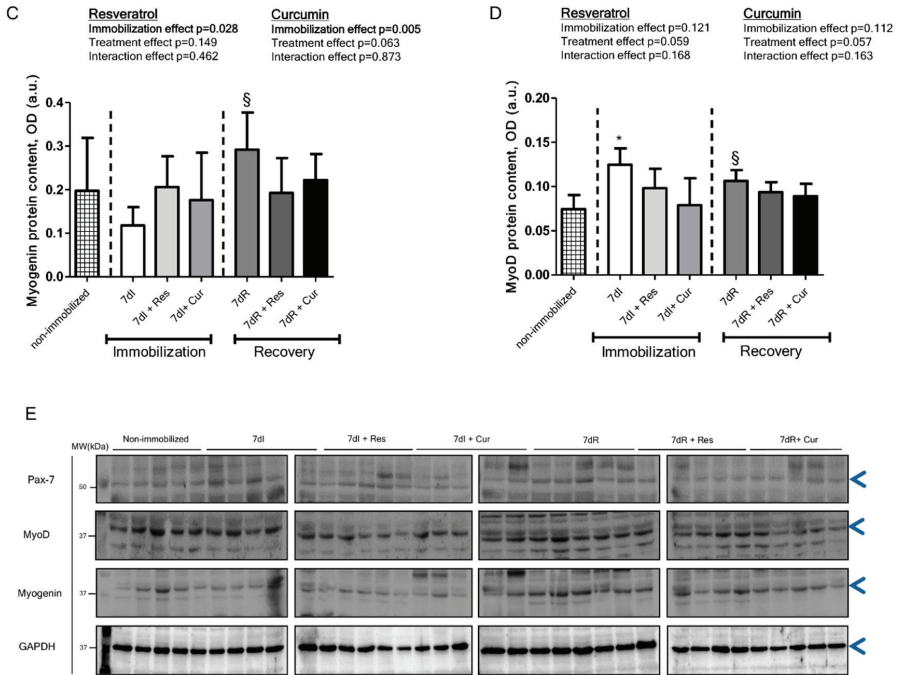 C
Resveratrol
Immobilization effect p=0.028
Treatment effect p=0.149
Interaction effect p=0.462
Curcumin
Immobilization effect p=0.005
Treatment effect p=0.063
Interaction effect p=0.873
Myogenin protein content, OD (a.u.)
0.4
0.3
0.2
0.1
0.0
§
non-immobilized
7dI
7dI + Res
7dI+ Cur
7dR
7dR + Res
7dR + Cur
Immobilization
Recovery
D
Resveratrol
Immobilization effect p=0.121
Treatment effect p=0.059
Interaction effect p=0.168
Curcumin
Immobilization effect p=0.112
Treatment effect p=0.057
Interaction effect p=0.163
MyoD protein content, OD (a.u.)
0.20
0.15
0.10
0.05
0.00
*
§
non-immobilized
7dI
7dI + Res
7dI+ Cur
7dR
7dR + Res
7dR + Cur
Immobilization
Recovery
E
MW(kDa)
Non-immobilized
7dI
7dI + Res
7dI + Cur
7dR
7dR + Res
7dR+ Cur
Pax-7
50
MyoD
37
Myogenin
37
GAPDH
37